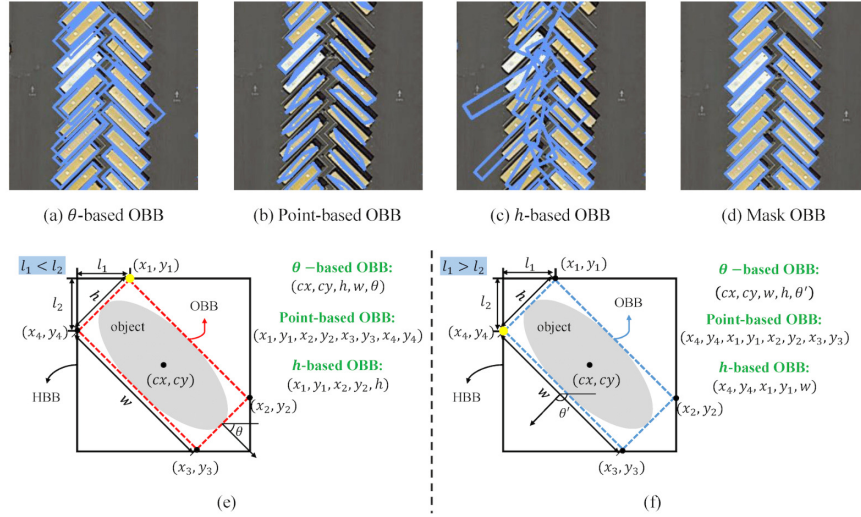 (a) θ-based OBB
(b) Point-based OBB
(c) h-based OBB
(d) Mask OBB
l₁ < l₂
l₁
(x₁, y₁)
l₂
h
(x₄, y₄)
object
OBB
(cx, cy)
HBB
w
(x₂, y₂)
θ
(x₃, y₃)
θ −based OBB:
(cx, cy, h, w, θ)
Point-based OBB:
(x₁, y₁, x₂, y₂, x₃, y₃, x₄, y₄)
h-based OBB:
(x₁, y₁, x₂, y₂, h)
(e)
l₁ > l₂
l₁
(x₁, y₁)
l₂
h
(x₄, y₄)
object
OBB
(cx, cy)
HBB
w
θ′
(x₂, y₂)
(x₃, y₃)
θ −based OBB:
(cx, cy, w, h, θ′)
Point-based OBB:
(x₄, y₄, x₁, y₁, x₂, y₂, x₃, y₃)
h-based OBB:
(x₄, y₄, x₁, y₁, w)
(f)